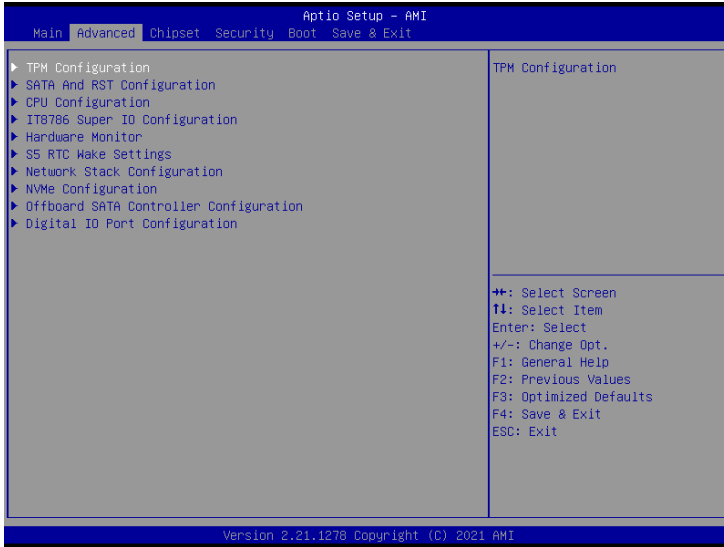 Aptio Setup – AMI
Main Advanced Chipset Security Boot Save & Exit
TPM Configuration
SATA And RST Configuration
CPU Configuration
IT8786 Super IO Configuration
Hardware Monitor
S5 RTC Wake Settings
Network Stack Configuration
NVMe Configuration
Offboard SATA Controller Configuration
Digital IO Port Configuration
TPM Configuration
→←: Select Screen
↑↓: Select Item
Enter: Select
+/-: Change Opt.
F1: General Help
F2: Previous Values
F3: Optimized Defaults
F4: Save & Exit
ESC: Exit
Version 2.21.1278 Copyright (C) 2021 AMI